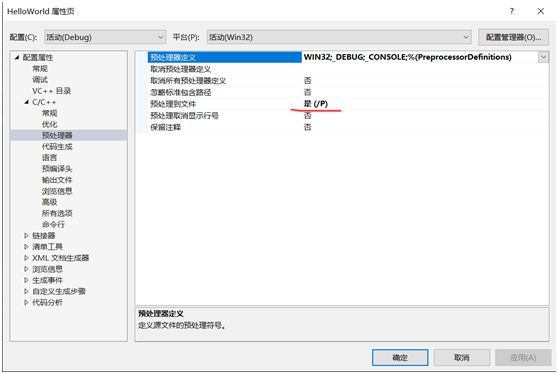 HelloWorld 属性页
配置(C): 活动(Debug) 平台(P): 活动(Win32) 配置管理器(O)...
配置属性
常规
调试
VC++ 目录
C/C++
常规
优化
预处理器
代码生成
语言
预编译头
输出文件
浏览信息
高级
所有选项
命令行
链接器
清单工具
XML 文档生成器
浏览信息
生成事件
自定义生成步骤
代码分析
预处理器定义 WIN32;_DEBUG;_CONSOLE;%(PreprocessorDefinitions)
取消预处理器定义
取消所有预处理器定义 否
忽略标准包含路径 否
预处理到文件 是 (/P)
预处理取消显示行号 否
保留注释 否
预处理器定义
定义源文件的预处理符号。
确定 取消 应用(A)